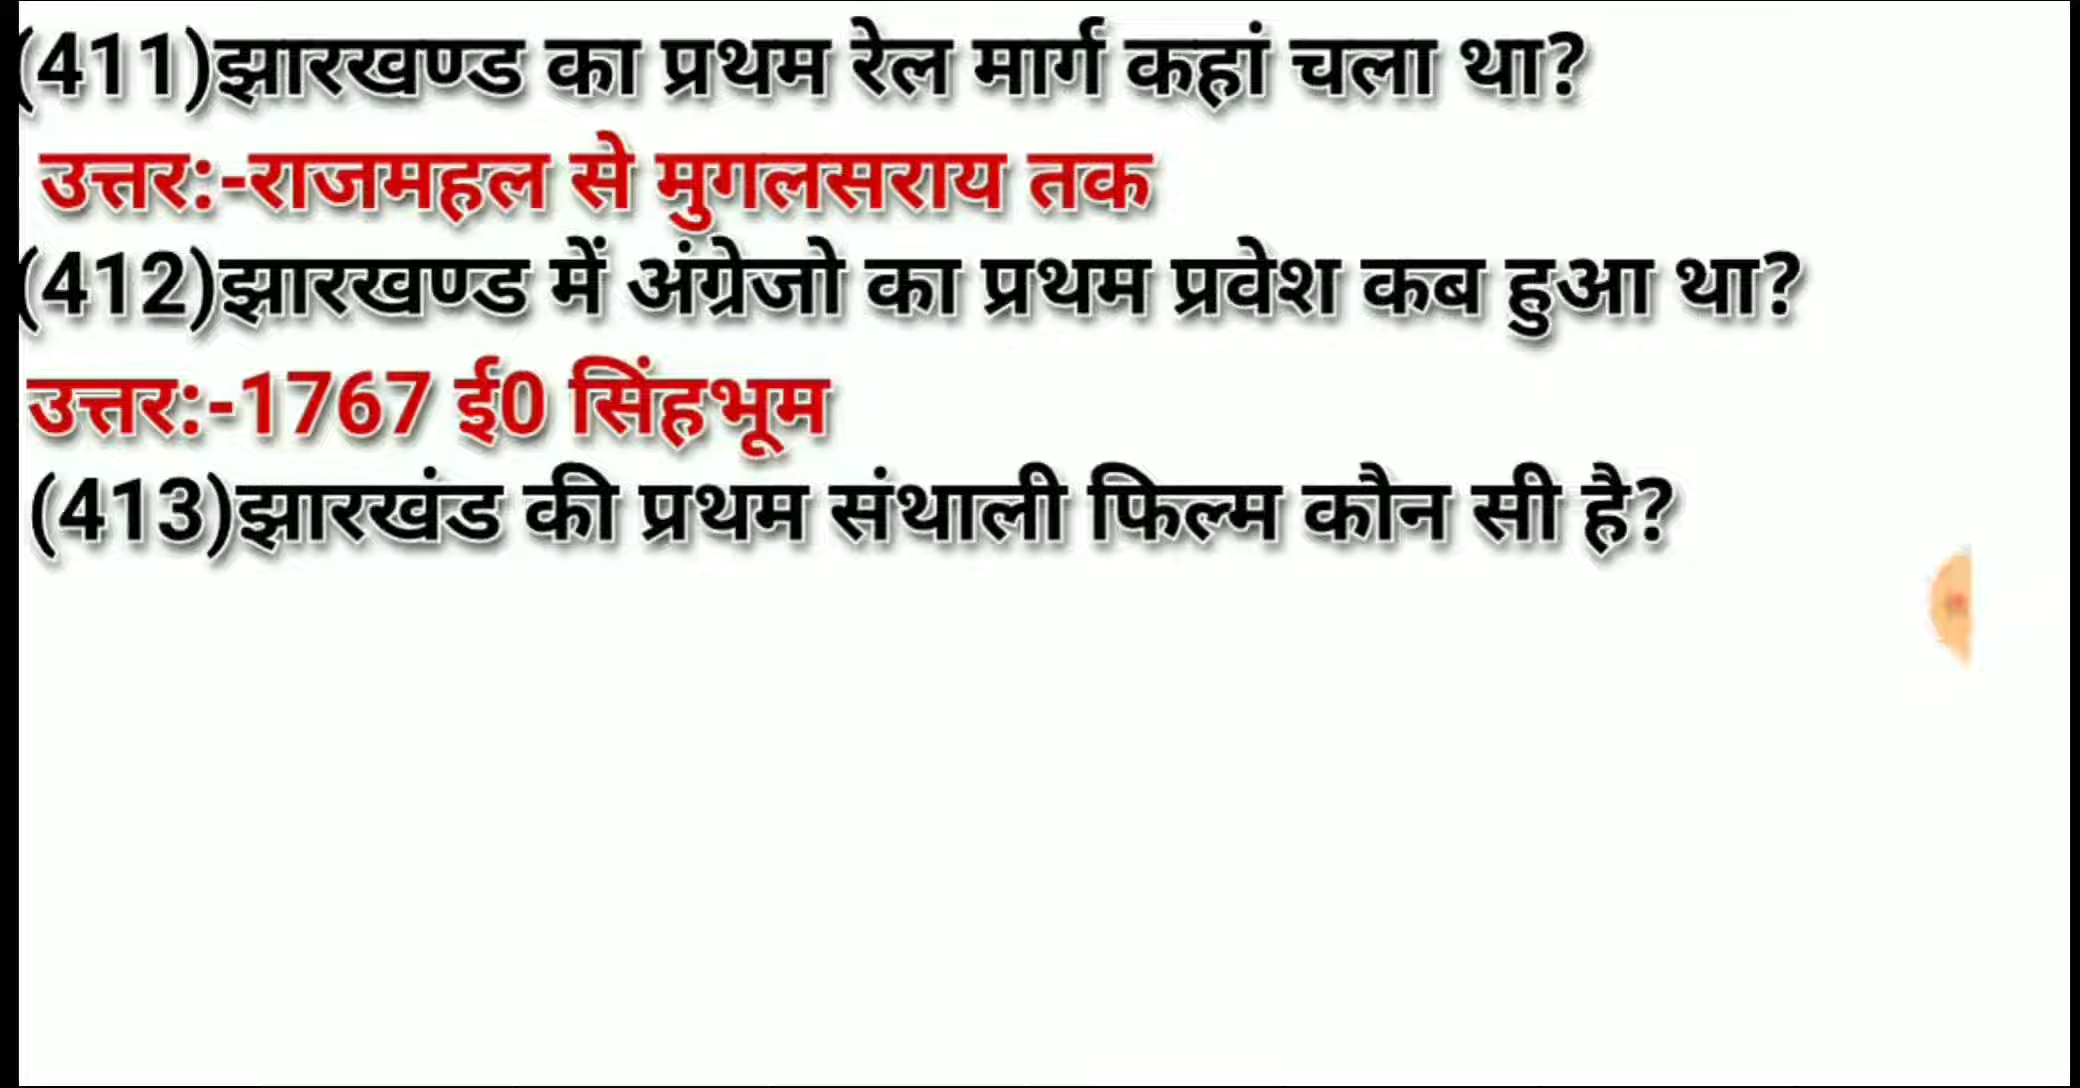 (411)झारखण्ड का प्रथम रेल मार्ग कहां चला था?
उत्तर:-राजमहल से मुगलसराय तक
(412)झारखण्ड में अंग्रेजो का प्रथम प्रवेश कब हुआ था?
उत्तर:-1767 ई0 सिंहभूम
(413)झारखंड की प्रथम संथाली फिल्म कौन सी है?